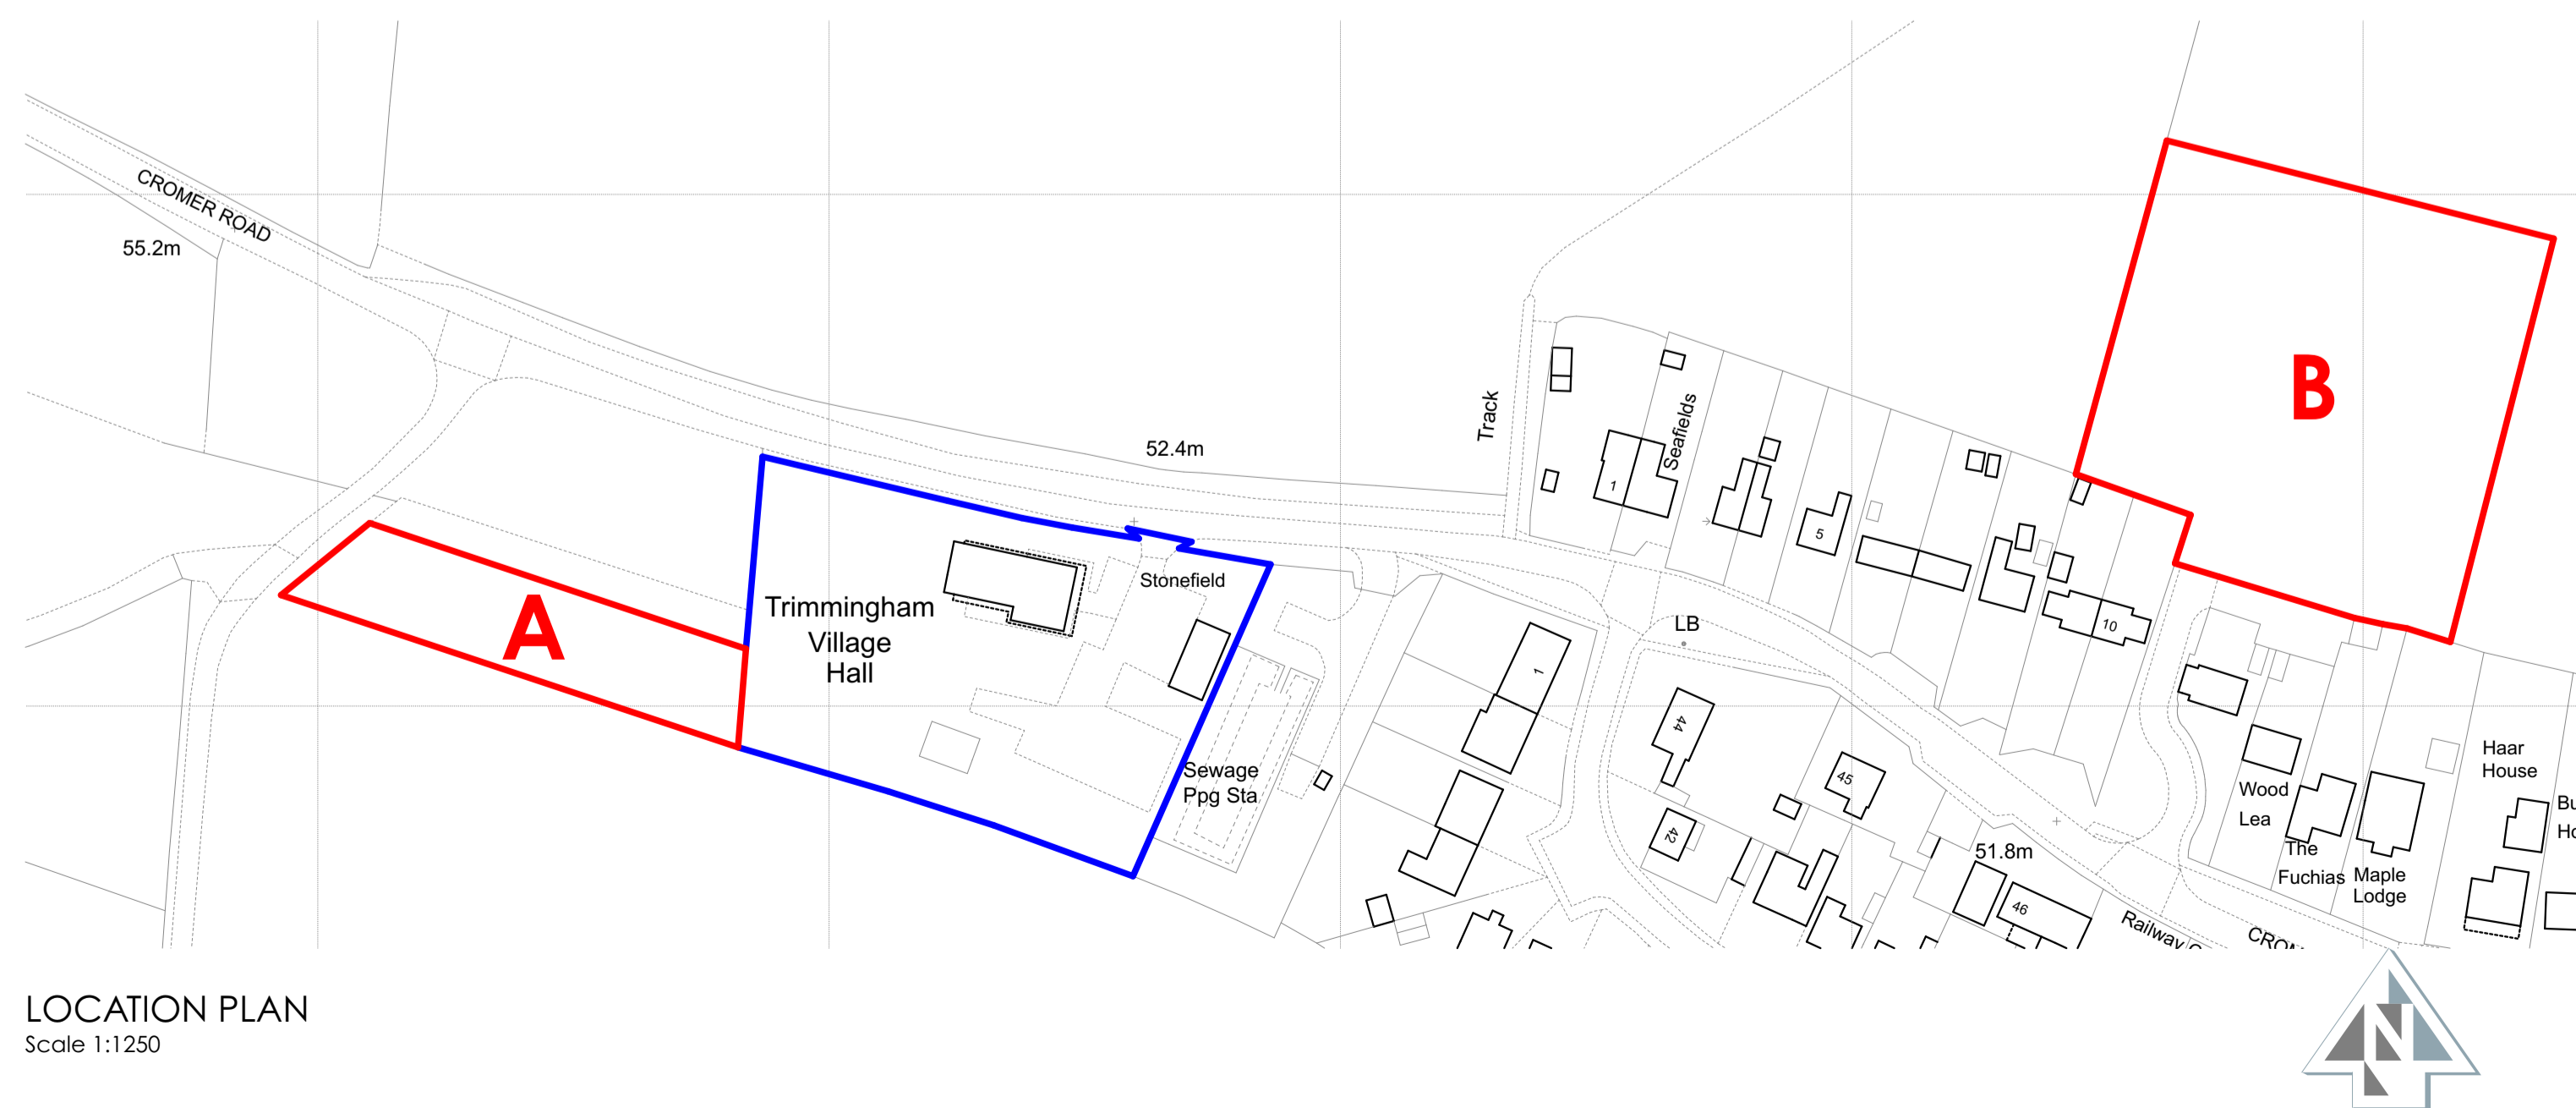 CROMER ROAD
55.2m
52.4m
Track
Seafields
1
5
10
B
A
Trimmingham
Village
Hall
Stonefield
Sewage
Ppg Sta
LB
1
44
42
45
46
51.8m
Wood
Lea
The
Fuchias
Maple
Lodge
Haar
House
Railway
LOCATION PLAN
Scale 1:1250
N